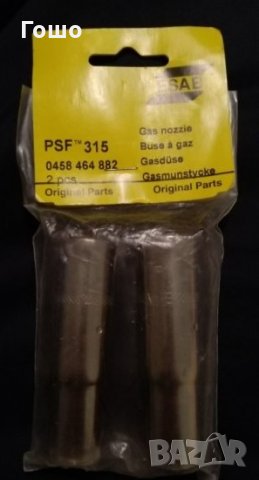 Гошо
ESAB
PSF™ 315
0458 464 882
2 pcs
Original Parts
Gas nozzle
Buse à gaz
Gasdüse
Gasmunstycke
Original Parts
BAZAR